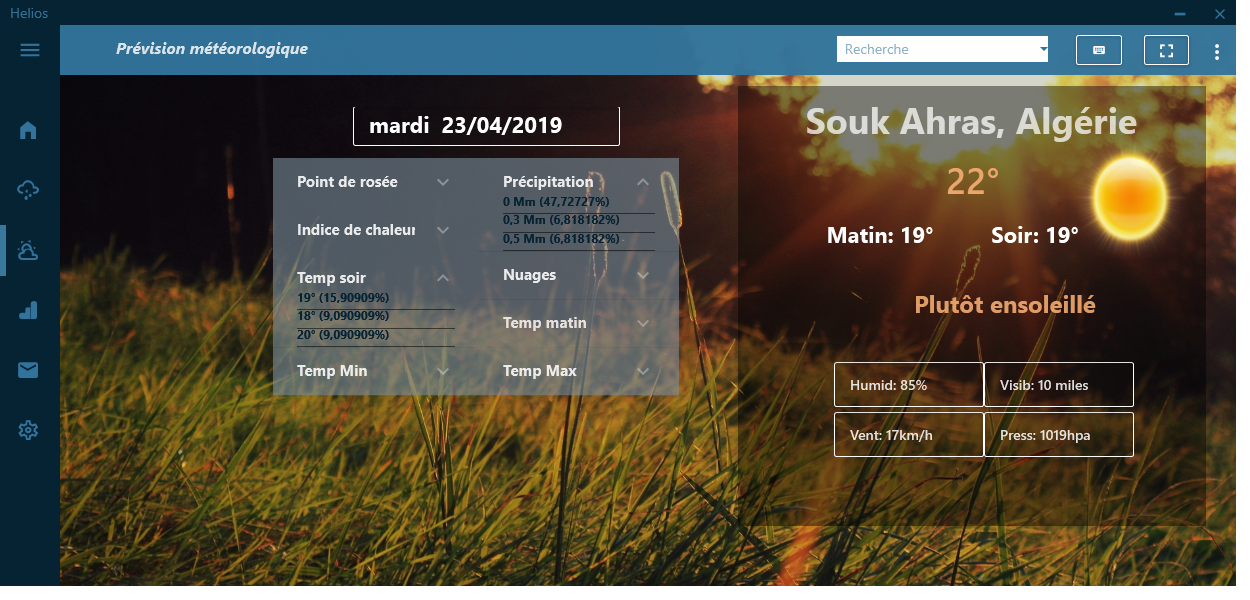 Helios
Prévision météorologique
Recherche
mardi 23/04/2019
Point de rosée
Indice de chaleur
Temp soir
19° (15,90909%)
18° (9,090909%)
20° (9,090909%)
Temp Min
Précipitation
0 Mm (47,72727%)
0,3 Mm (6,818182%)
0,5 Mm (6,818182%)
Nuages
Temp matin
Temp Max
Souk Ahras, Algérie
22°
Matin: 19° Soir: 19°
Plutôt ensoleillé
Humid: 85% Visib: 10 miles
Vent: 17km/h Press: 1019hpa